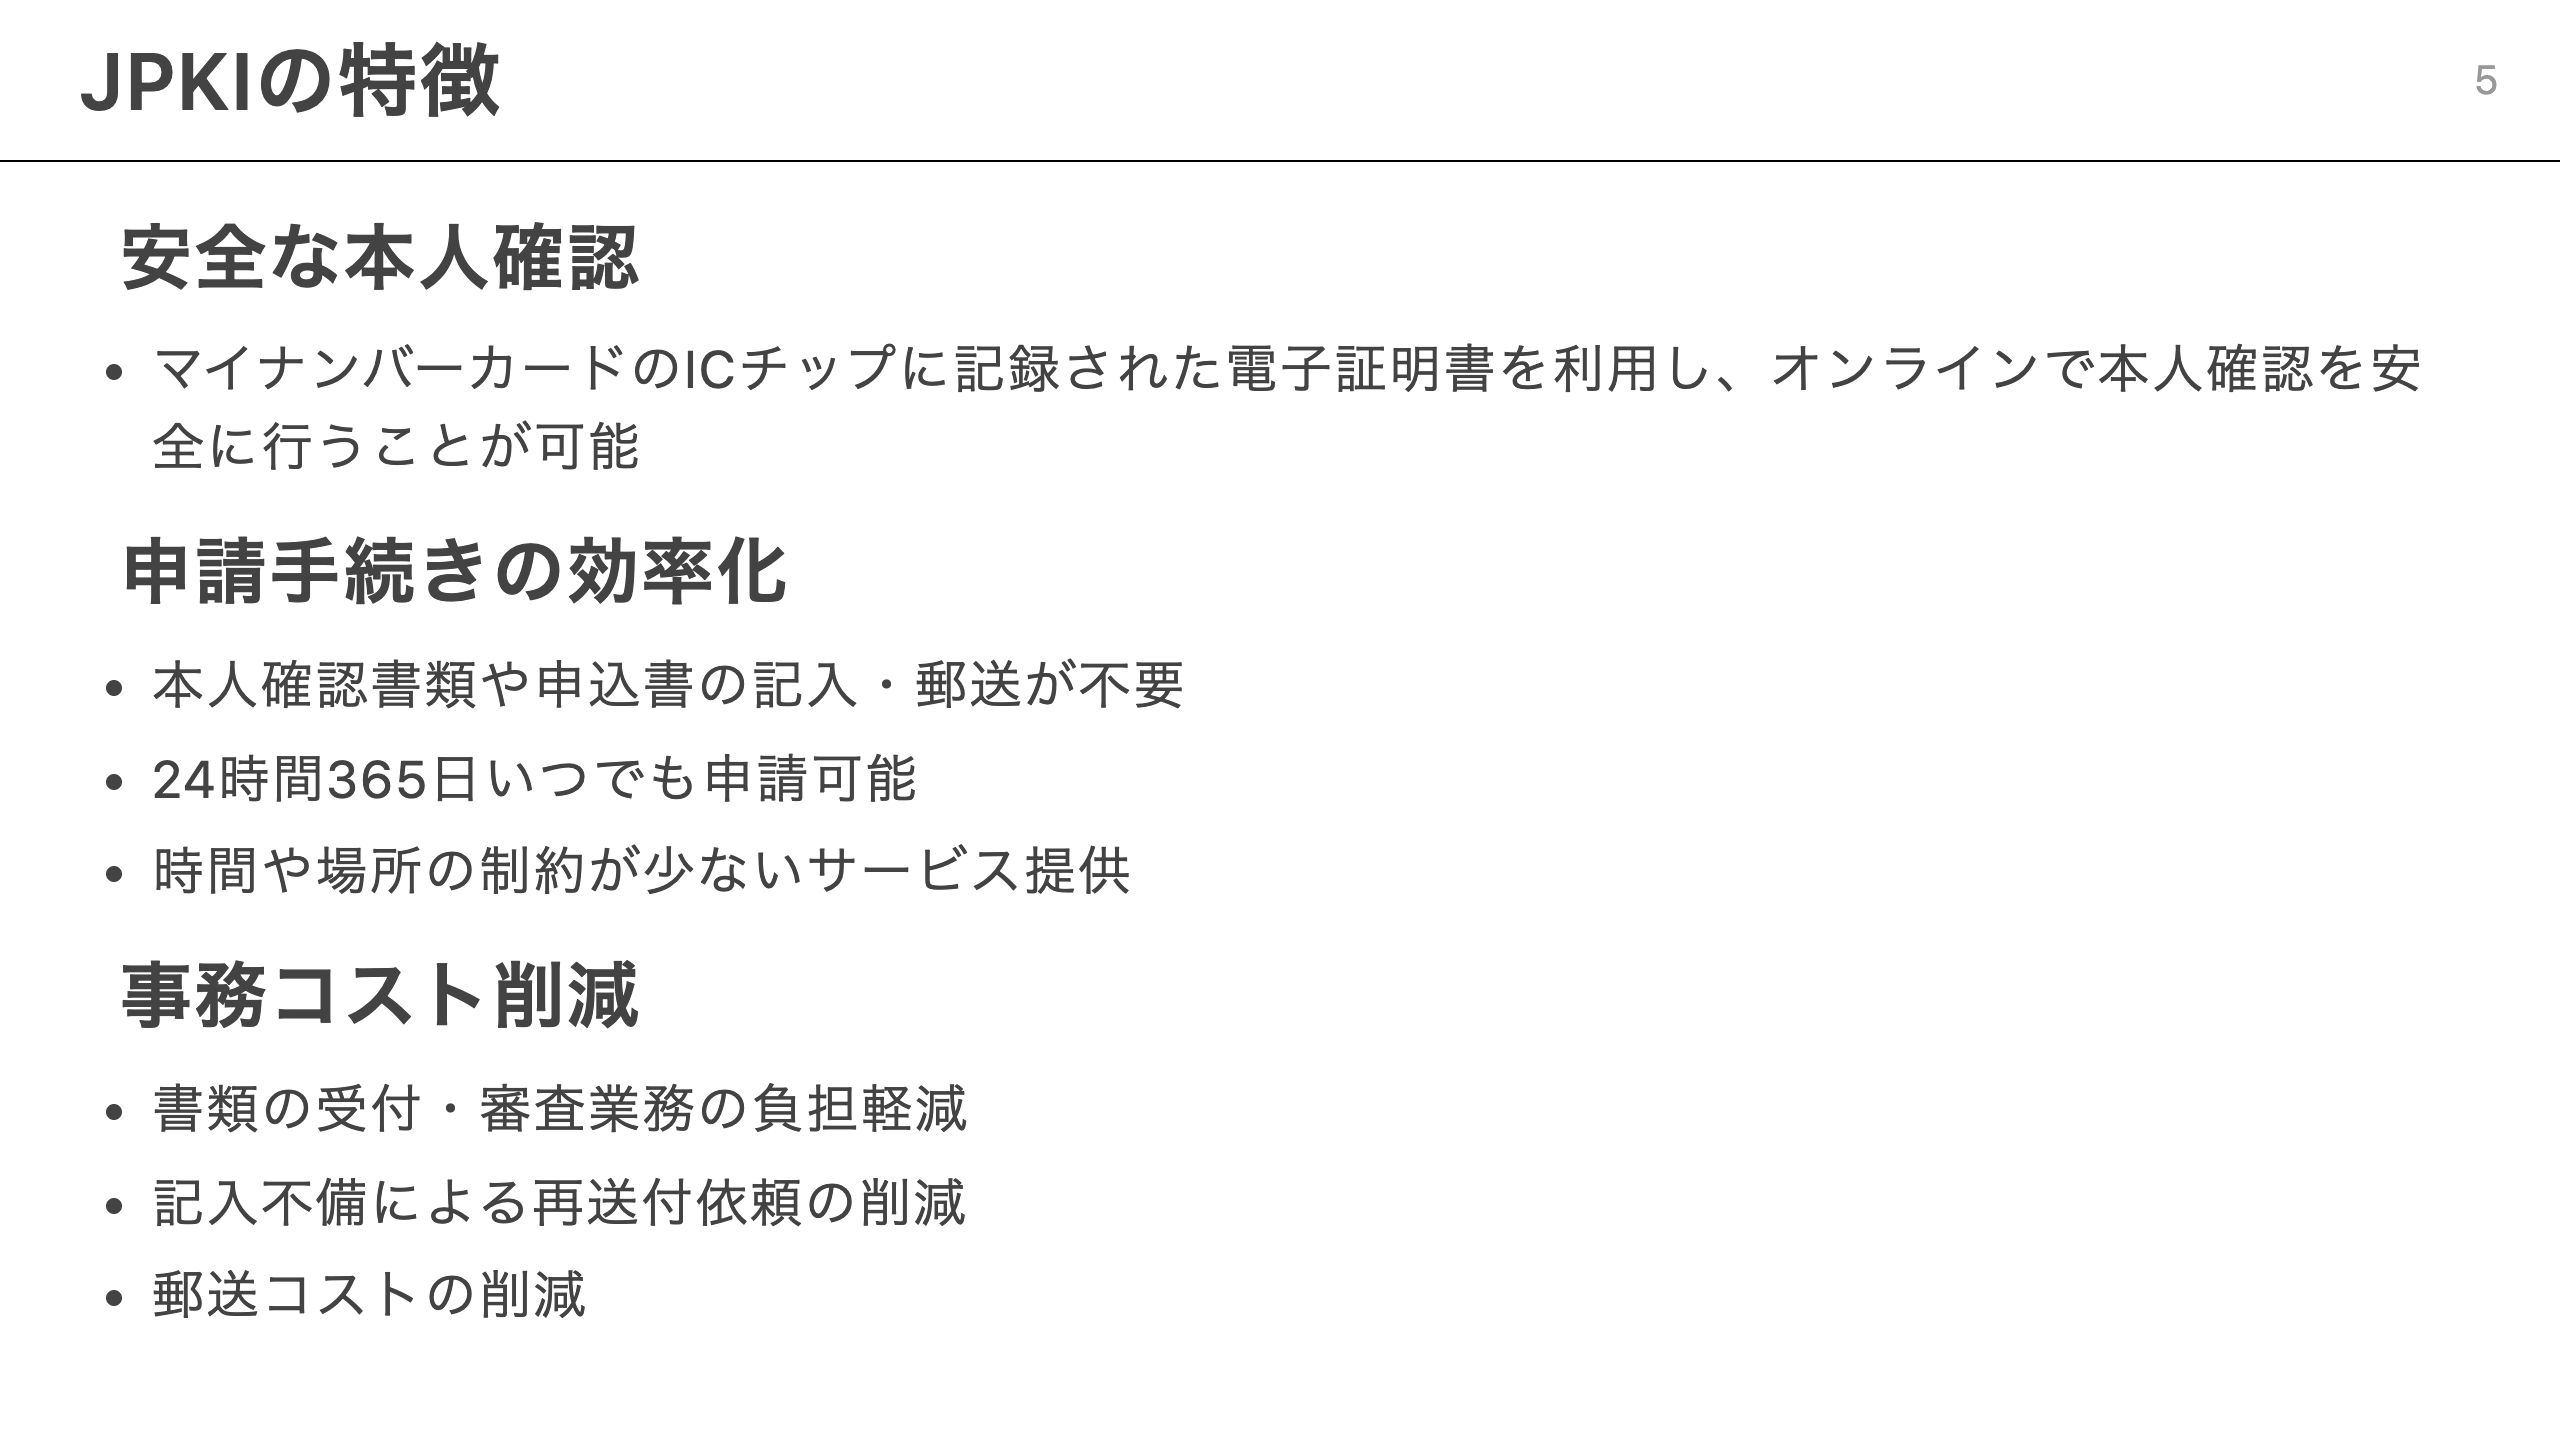 JPKIの特徴
5
安全な本人確認
• マイナンバーカードのICチップに記録された電子証明書を利用し、オンラインで本人確認を安
全に行うことが可能
申請手続きの効率化
• 本人確認書類や申込書の記入・郵送が不要
• 24時間365日いつでも申請可能
• 時間や場所の制約が少ないサービス提供
事務コスト削減
• 書類の受付・審査業務の負担軽減
• 記入不備による再送付依頼の削減
• 郵送コストの削減